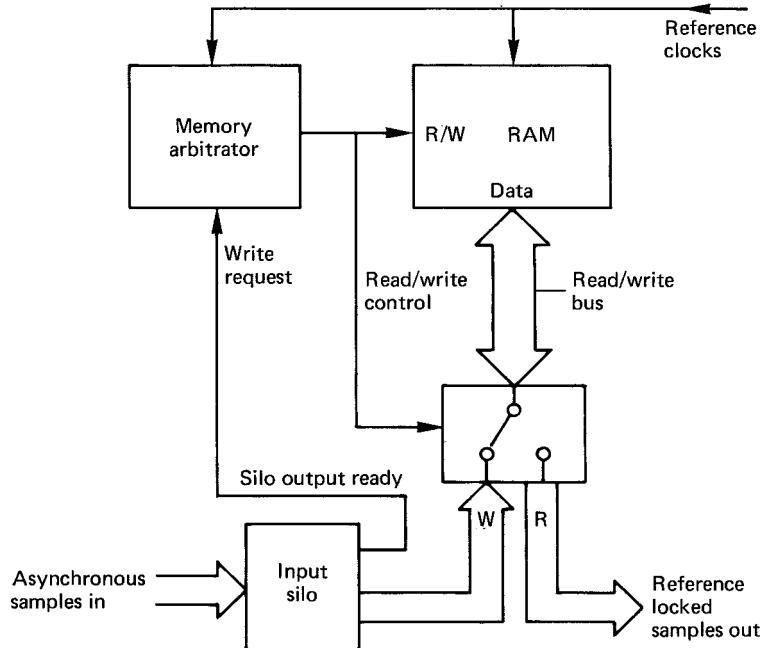 Reference
clocks
Memory
arbitrator
R/W RAM
Data
Write
request
Read/write
control
Read/write
bus
Silo output ready
W R
Input
silo
Asynchronous
samples in
Reference
locked
samples out